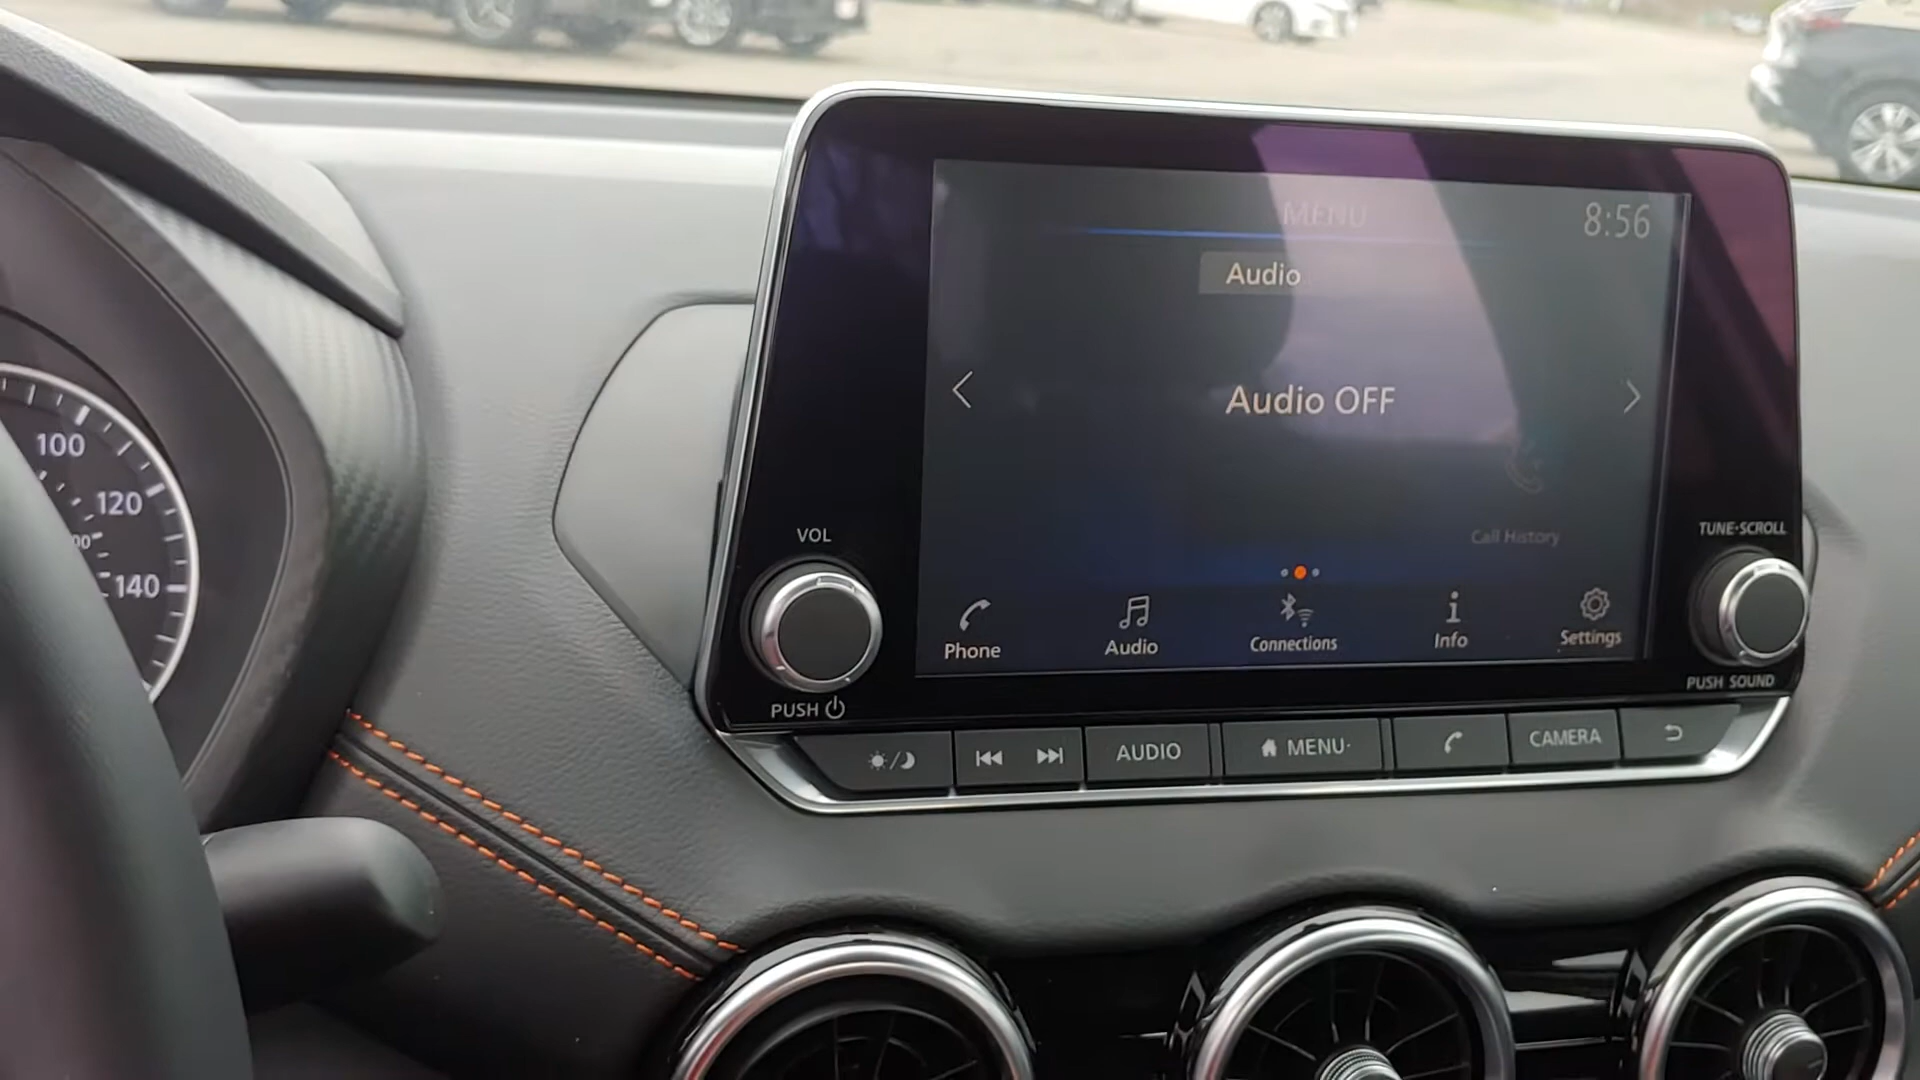 MENU
8:56
Audio
Audio OFF
Call History
Phone
Audio
Connections
Info
Settings
VOL
PUSH
TUNE·SCROLL
PUSH SOUND
AUDIO
MENU
CAMERA
100
120
140